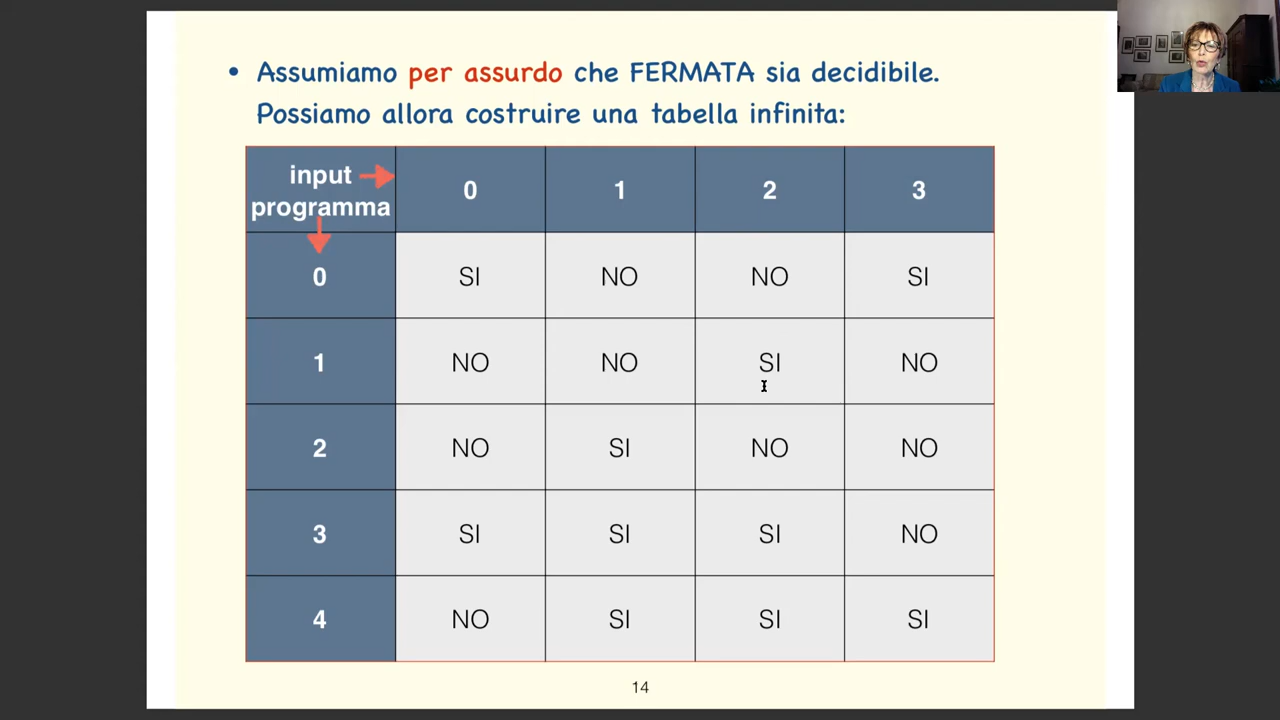 • Assumiamo per assurdo che FERMATA sia decidibile.
Possiamo allora costruire una tabella infinita:
input
programma
0 1 2 3
0 SI NO NO SI
1 NO NO SI NO
2 NO SI NO NO
3 SI SI SI NO
4 NO SI SI SI
14